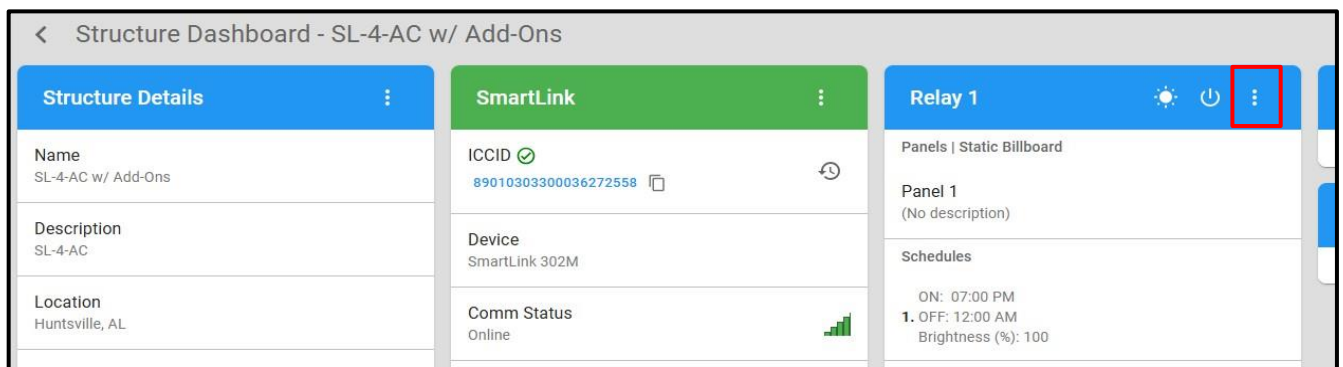 Structure Dashboard - SL-4-AC w/ Add-Ons
Structure Details
Name
SL-4-AC w/ Add-Ons
Description
SL-4-AC
Location
Huntsville, AL
SmartLink
ICCID
89010303300036272558
Device
SmartLink 302M
Comm Status
Online
Relay 1
Panels | Static Billboard
Panel 1
(No description)
Schedules
ON: 07:00 PM
1. OFF: 12:00 AM
Brightness (%): 100